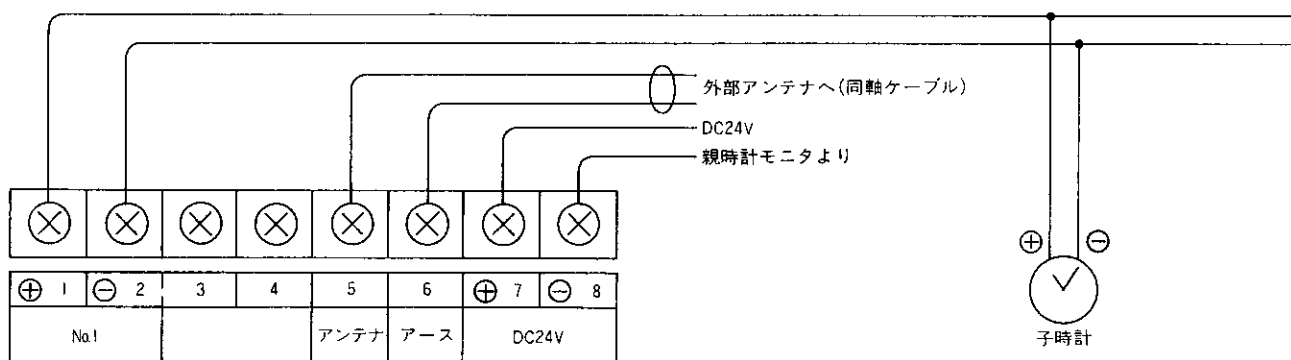 外部アンテナへ(同軸ケーブル)
DC24V
親時計モニタより
⊕ ⊖
⊕ 1 ⊖ 2 3 4 5 6 ⊕ 7 ⊖ 8
No.1 アンテナ アース DC24V
子時計